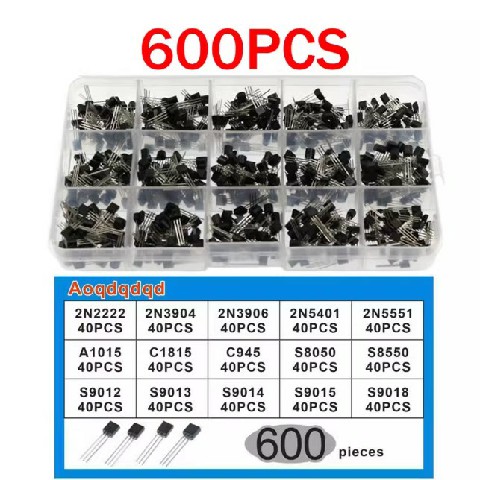 600PCS
Aoqdqdqd
2N2222 2N3904 2N3906 2N5401 2N5551
40PCS 40PCS 40PCS 40PCS 40PCS
A1015 C1815 C945 S8050 S8550
40PCS 40PCS 40PCS 40PCS 40PCS
S9012 S9013 S9014 S9015 S9018
40PCS 40PCS 40PCS 40PCS 40PCS
600 pieces